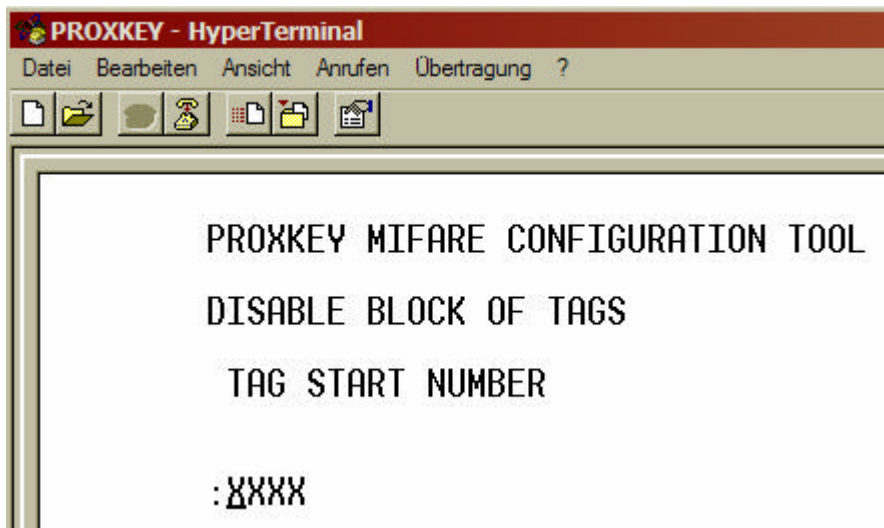 PROXKEY - HyperTerminal
Datei Bearbeiten Ansicht Anrufen Übertragung ?
PROXKEY MIFARE CONFIGURATION TOOL
DISABLE BLOCK OF TAGS
TAG START NUMBER
:XXXX